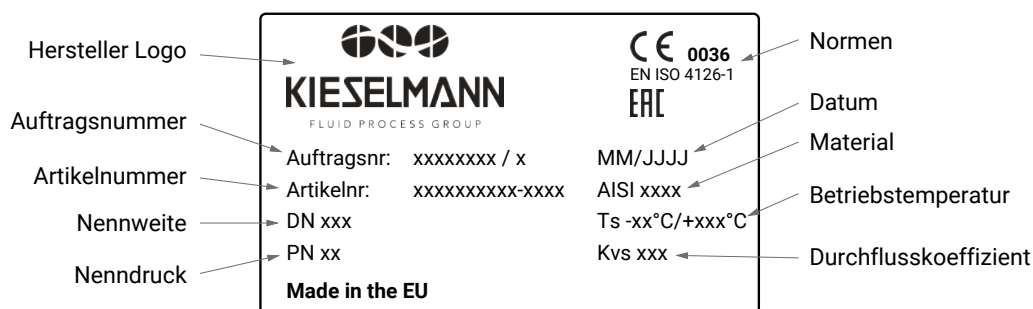 Hersteller Logo
Auftragsnummer
Artikelnummer
Nennweite
Nenndruck
KIESELMANN
FLUID PROCESS GROUP
CE 0036
EN ISO 4126-1
EAC
Auftragsnr: xxxxxxxx / x MM/JJJJ
Artikelnr: xxxxxxxxxx-xxxx AISI xxxx
DN xxx Ts -xx°C/+xxx°C
PN xx Kvs xxx
Made in the EU
Normen
Datum
Material
Betriebstemperatur
Durchflusskoeffizient